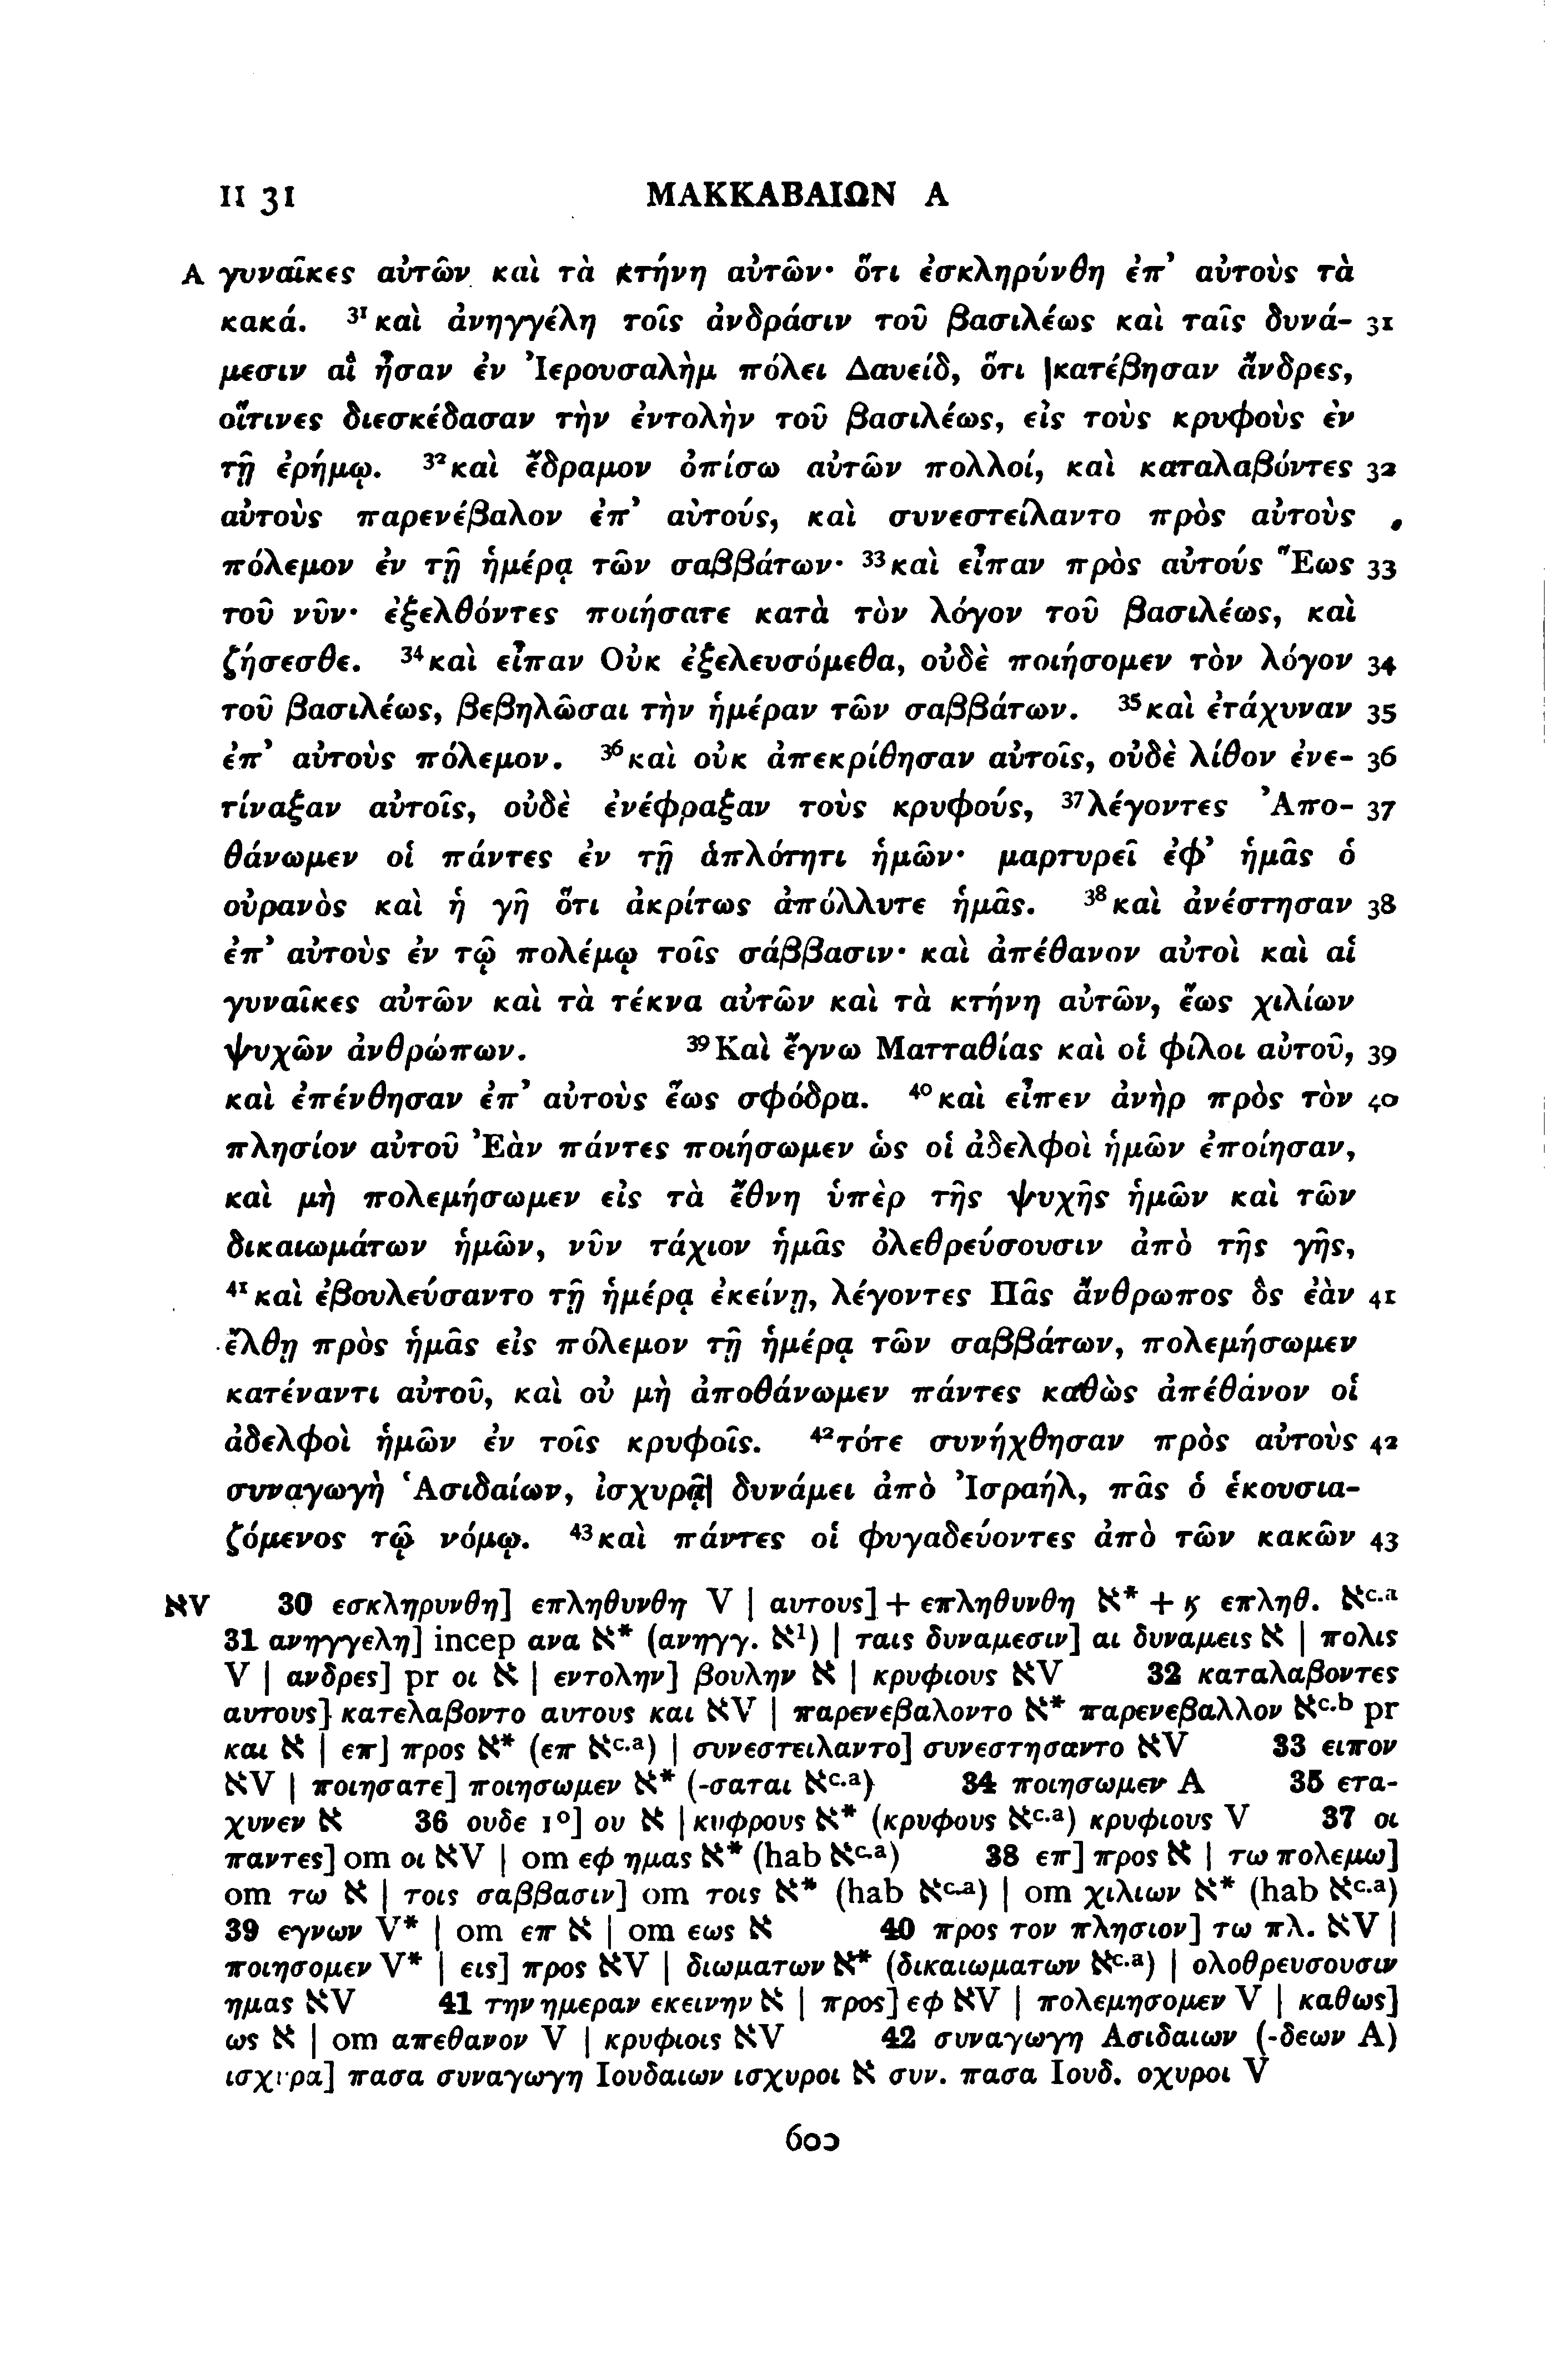 II 31 ΜΑΚΚΑΒΑΙΩΝ Α
A γυναῖκες αὐτῶν καὶ τὰ κτήνη αὐτῶν· ὅτι ἐσκληρύνθη ἐπ’ αὐτοὺς τὰ
κακά. ³¹καὶ ἀνηγγέλη τοῖς ἀνδράσιν τοῦ βασιλέως καὶ ταῖς δυνά- 31
μεσιν αἳ ἦσαν ἐν Ἰερουσαλὴμ πόλει Δαυείδ, ὅτι |κατέβησαν ἄνδρες,
οἵτινες διεσκέδασαν τὴν ἐντολὴν τοῦ βασιλέως, εἰς τοὺς κρυφοὺς ἐν
τῇ ἐρήμῳ. ³²καὶ ἔδραμον ὀπίσω αὐτῶν πολλοί, καὶ καταλαβόντες 32
αὐτοὺς παρενέβαλον ἐπ’ αὐτούς, καὶ συνεστείλαντο πρὸς αὐτοὺς
πόλεμον ἐν τῇ ἡμέρᾳ τῶν σαββάτων· ³³καὶ εἶπαν πρὸς αὐτούς Ἕως 33
τοῦ νῦν· ἐξελθόντες ποιήσατε κατὰ τὸν λόγον τοῦ βασιλέως, καὶ
ζήσεσθε. ³⁴καὶ εἶπαν Οὐκ ἐξελευσόμεθα, οὐδὲ ποιήσομεν τὸν λόγον 34
τοῦ βασιλέως, βεβηλῶσαι τὴν ἡμέραν τῶν σαββάτων. ³⁵καὶ ἐτάχυναν 35
ἐπ’ αὐτοὺς πόλεμον. ³⁶καὶ οὐκ ἀπεκρίθησαν αὐτοῖς, οὐδὲ λίθον ἐνε- 36
τίναξαν αὐτοῖς, οὐδὲ ἐνέφραξαν τοὺς κρυφούς, ³⁷λέγοντες Ἀπο- 37
θάνωμεν οἱ πάντες ἐν τῇ ἁπλότητι ἡμῶν· μαρτυρεῖ ἐφ’ ἡμᾶς ὁ
οὐρανὸς καὶ ἡ γῆ ὅτι ἀκρίτως ἀπόλλυτε ἡμᾶς. ³⁸καὶ ἀνέστησαν 38
ἐπ’ αὐτοὺς ἐν τῷ πολέμῳ τοῖς σάββασιν· καὶ ἀπέθανον αὐτοὶ καὶ αἱ
γυναῖκες αὐτῶν καὶ τὰ τέκνα αὐτῶν καὶ τὰ κτήνη αὐτῶν, ἕως χιλίων
ψυχῶν ἀνθρώπων. ³⁹Καὶ ἔγνω Ματταθίας καὶ οἱ φίλοι αὐτοῦ, 39
καὶ ἐπένθησαν ἐπ’ αὐτοὺς ἕως σφόδρα. ⁴⁰καὶ εἶπεν ἀνὴρ πρὸς τὸν 40
πλησίον αὐτοῦ Ἐὰν πάντες ποιήσωμεν ὡς οἱ ἀδελφοὶ ἡμῶν ἐποίησαν,
καὶ μὴ πολεμήσωμεν εἰς τὰ ἔθνη ὑπὲρ τῆς ψυχῆς ἡμῶν καὶ τῶν
δικαιωμάτων ἡμῶν, νῦν τάχιον ἡμᾶς ὀλεθρεύσουσιν ἀπὸ τῆς γῆς,
⁴¹καὶ ἐβουλεύσαντο τῇ ἡμέρᾳ ἐκείνῃ, λέγοντες Πᾶς ἄνθρωπος ὃς ἐὰν 41
ἔλθῃ πρὸς ἡμᾶς εἰς πόλεμον τῇ ἡμέρᾳ τῶν σαββάτων, πολεμήσωμεν
κατέναντι αὐτοῦ, καὶ οὐ μὴ ἀποθάνωμεν πάντες καθὼς ἀπέθανον οἱ
ἀδελφοὶ ἡμῶν ἐν τοῖς κρυφοῖς. ⁴²τότε συνήχθησαν πρὸς αὐτοὺς 42
συναγωγὴ Ἁσιδαίων, ἰσχυρᾷ| δυνάμει ἀπὸ Ἰσραήλ, πᾶς ὁ ἑκουσια-
ζόμενος τῷ νόμῳ. ⁴³καὶ πάντες οἱ φυγαδεύοντες ἀπὸ τῶν κακῶν 43
אV 30 εσκληρυνθη] επληθυνθη V | αυτους] + επληθυνθη א* + ϗ επληθ. אᶜ·ᵃ
31 ανηγγελη] incep ανα א* (ανηγγ. א¹) | ταις δυναμεσιν] αι δυναμεις א | πολις
V | ανδρες] pr οι א | εντολην] βουλην א | κρυφιους אV 32 καταλαβοντες
αυτους] κατελαβοντο αυτους και אV | παρενεβαλοντο א* παρενεβαλλον אᶜ·ᵇ pr
και א | επ] προς א* (επ אᶜ·ᵃ) | συνεστειλαντο] συνεστησαντο אV 33 ειπον
אV | ποιησατε] ποιησωμεν א* (-σαται אᶜ·ᵃ) 34 ποιησωμεν A 35 ετα-
χυνεν א 36 ουδε 1°] ου א | κυφρους א* (κρυφους אᶜ·ᵃ) κρυφιους V 37 οι
παντες] om οι אV | om εφ ημας א* (hab אᶜ·ᵃ) 38 επ] προς א | τω πολεμω]
om τω א | τοις σαββασιν] om τοις א* (hab אᶜ·ᵃ) | om χιλιων א* (hab אᶜ·ᵃ)
39 εγνων V* | om επ א | om εως א 40 προς τον πλησιον] τω πλ. אV |
ποιησομεν V* | εις] προς אV | διωματων א* (δικαιωματων אᶜ·ᵃ) | ολοθρευσουσιν
ημας אV 41 την ημεραν εκεινην א | προς] εφ אV | πολεμησομεν V | καθως]
ως א | om απεθανον V | κρυφιοις אV 42 συναγωγη Ασιδαιων (-δεων A)
ισχυρα] πασα συναγωγη Ιουδαιων ισχυροι א συν. πασα Ιουδ. οχυροι V
600